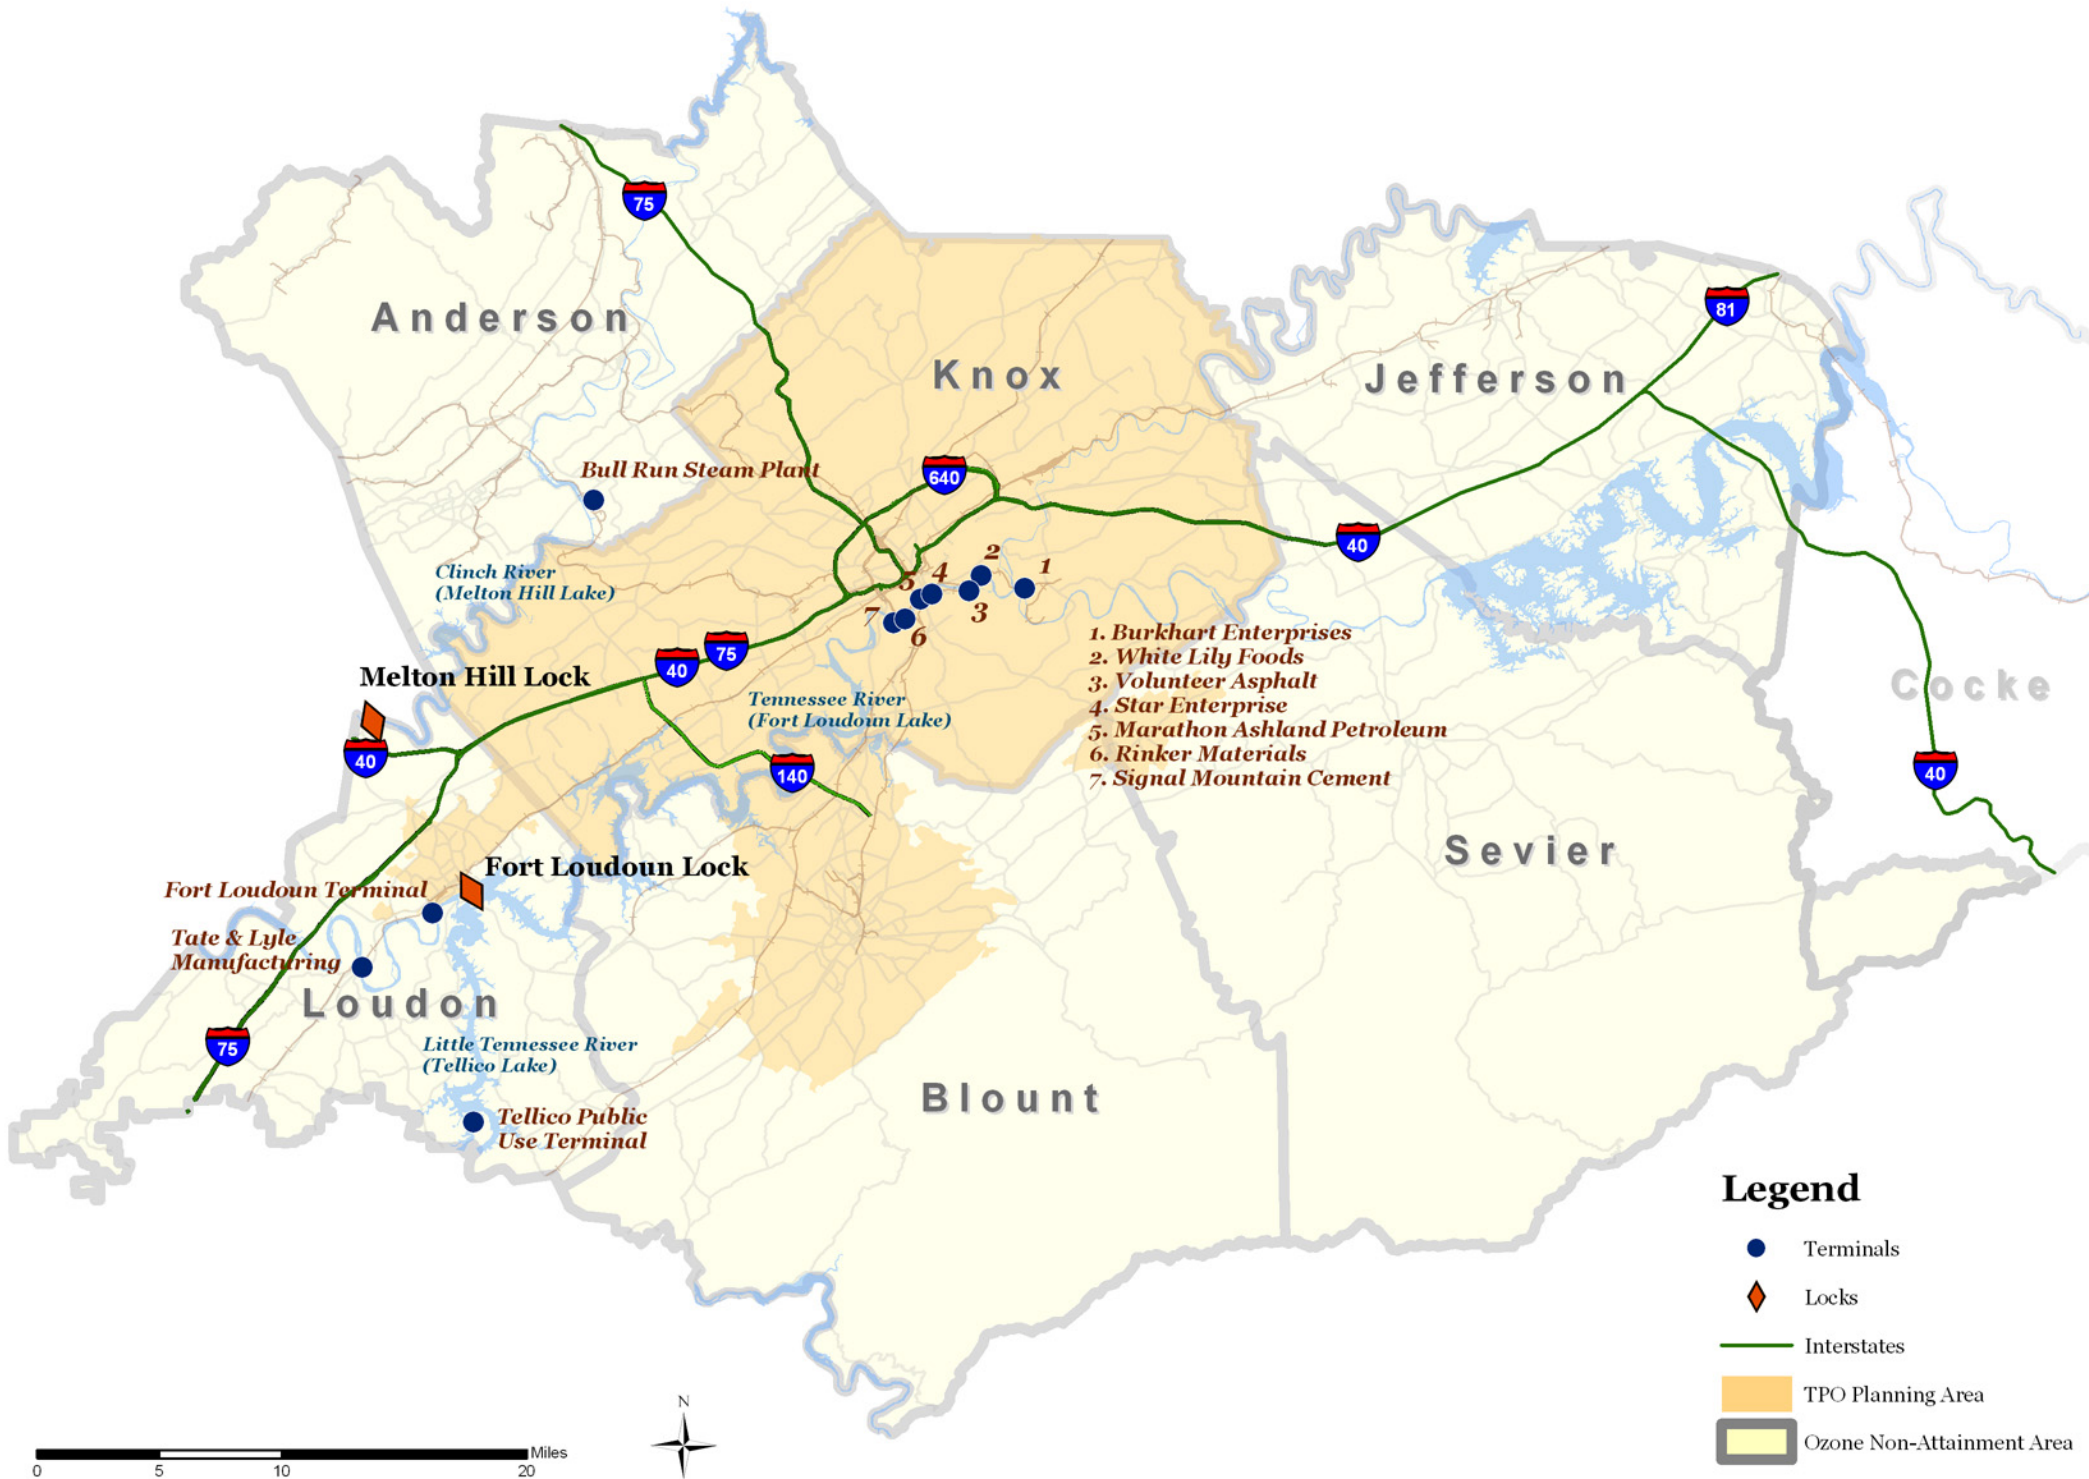 75
81
Anderson
Knox
Jefferson
Bull Run Steam Plant
640
40
2
1
5
4
3
7
6
Clinch River
(Melton Hill Lake)
1. Burkhart Enterprises
2. White Lily Foods
3. Volunteer Asphalt
4. Star Enterprise
5. Marathon Ashland Petroleum
6. Rinker Materials
7. Signal Mountain Cement
75
40
Melton Hill Lock
Tennessee River
(Fort Loudoun Lake)
Cocke
40
140
40
Sevier
Fort Loudoun Lock
Fort Loudoun Terminal
Tate & Lyle
Manufacturing
Loudon
75
Little Tennessee River
(Tellico Lake)
Blount
Tellico Public
Use Terminal
Legend
Terminals
Locks
Interstates
TPO Planning Area
Ozone Non-Attainment Area
N
Miles
0 5 10 20